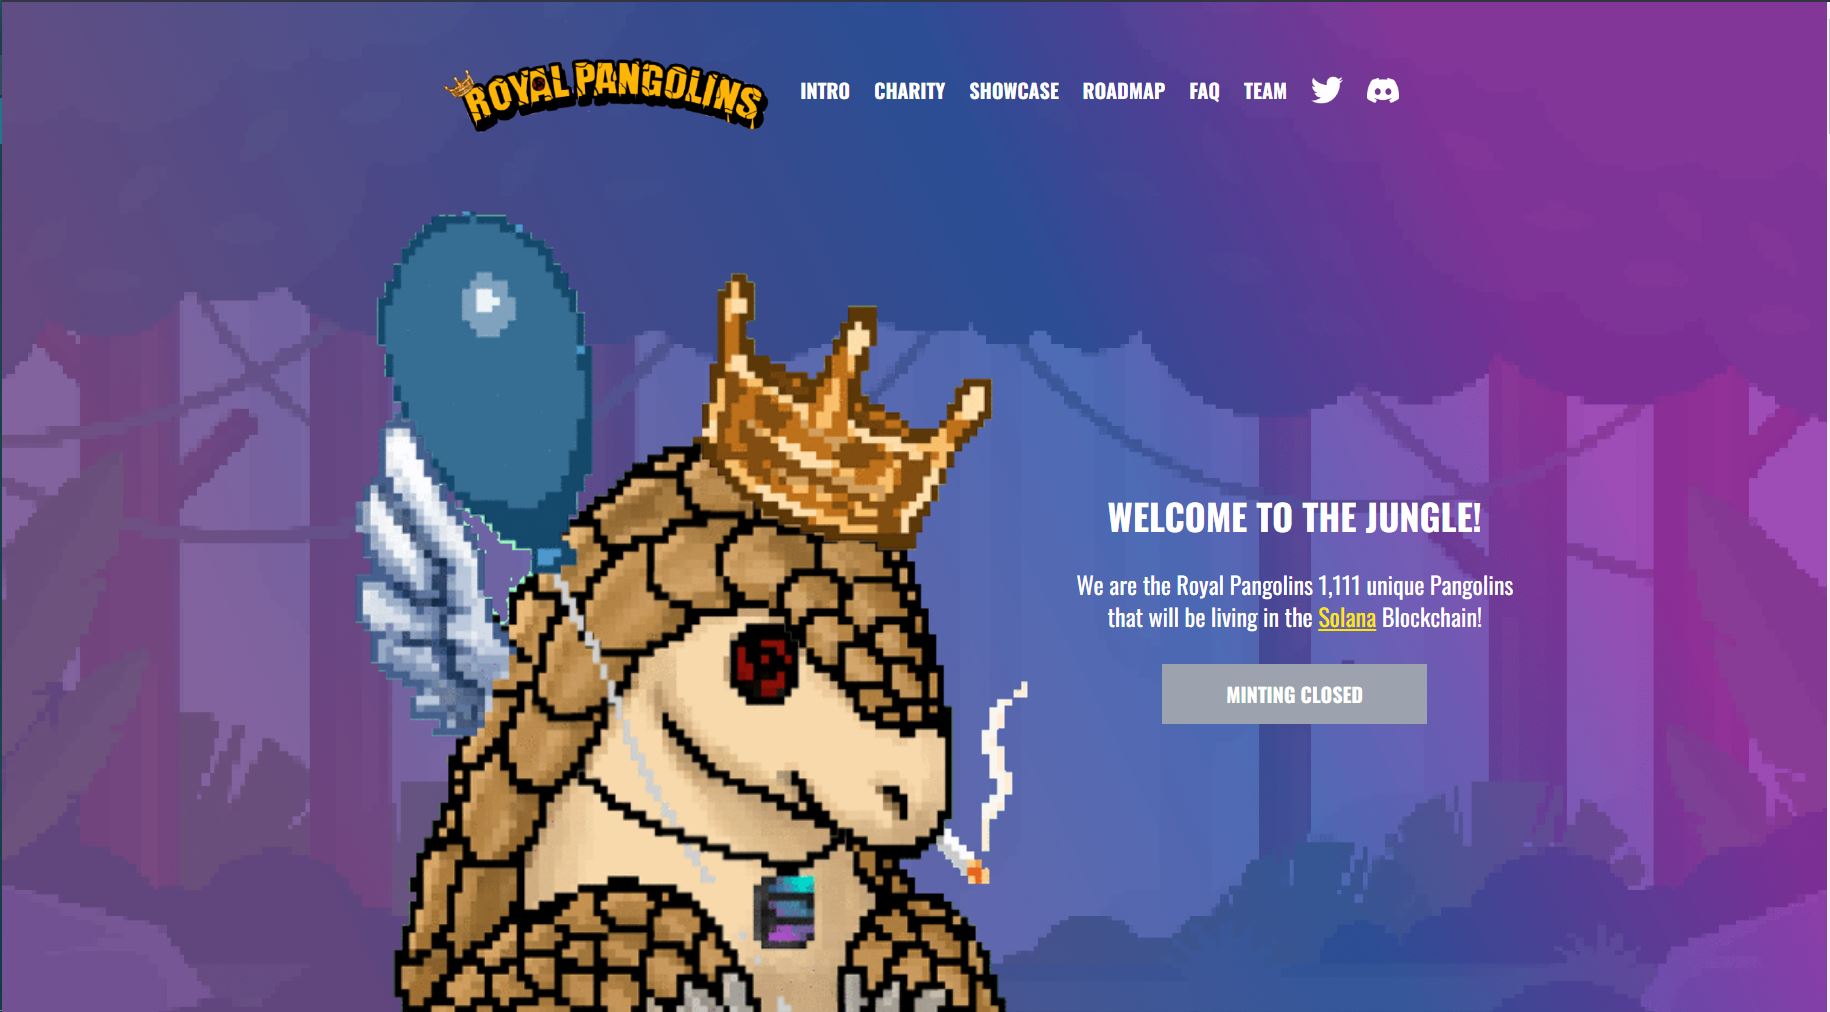 ROYAL PANGOLINS
INTRO CHARITY SHOWCASE ROADMAP FAQ TEAM
WELCOME TO THE JUNGLE!
We are the Royal Pangolins 1,111 unique Pangolins
that will be living in the Solana Blockchain!
MINTING CLOSED